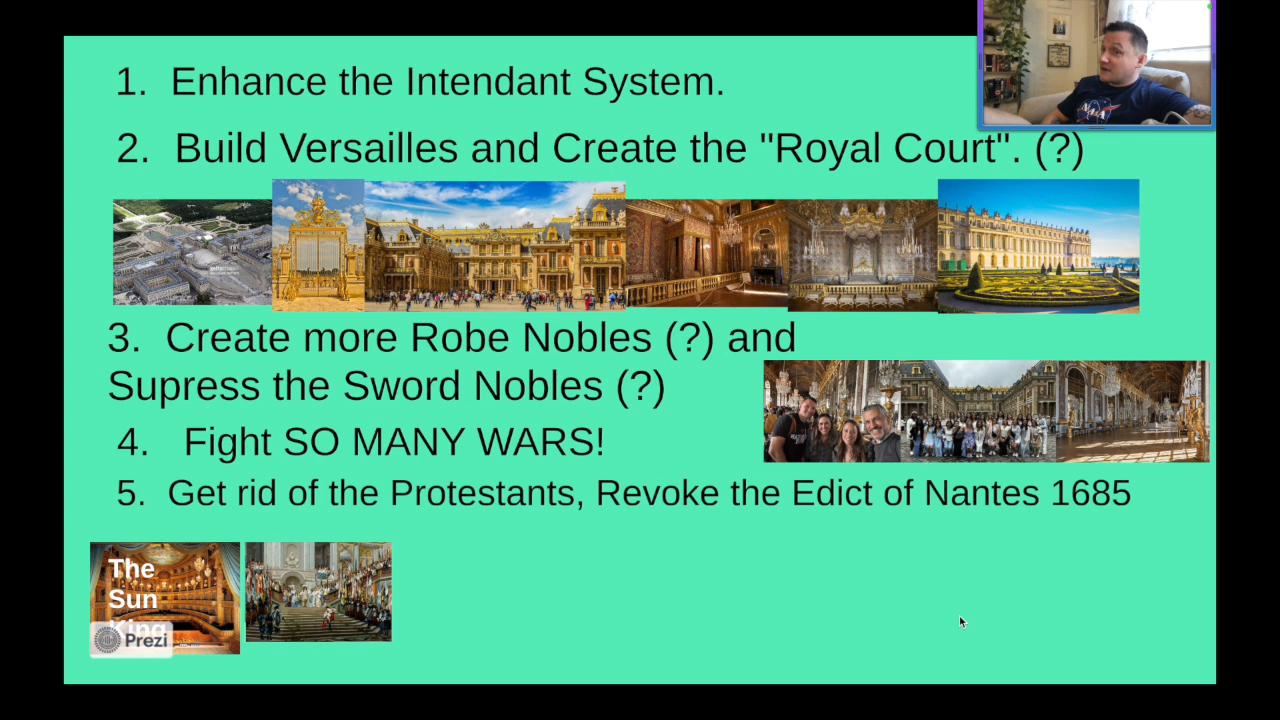 1. Enhance the Intendant System.
2. Build Versailles and Create the "Royal Court". (?)
3. Create more Robe Nobles (?) and
Supress the Sword Nobles (?)
4. Fight SO MANY WARS!
5. Get rid of the Protestants, Revoke the Edict of Nantes 1685
The
Sun
King
Prezi
NASA